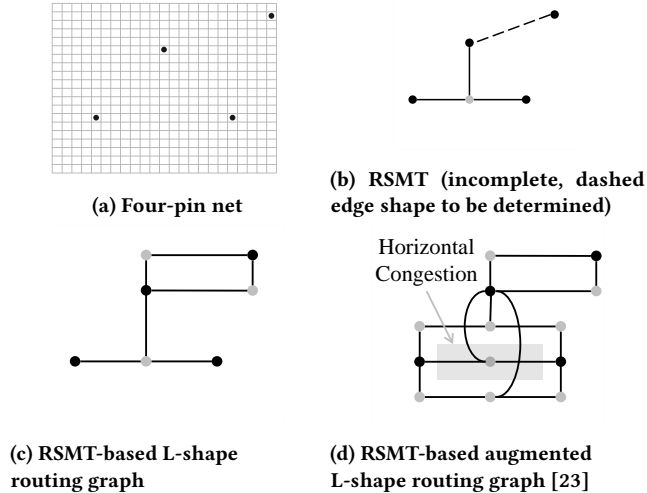 (a) Four-pin net
(b) RSMT (incomplete, dashed
edge shape to be determined)
Horizontal
Congestion
(c) RSMT-based L-shape
routing graph
(d) RSMT-based augmented
L-shape routing graph [23]